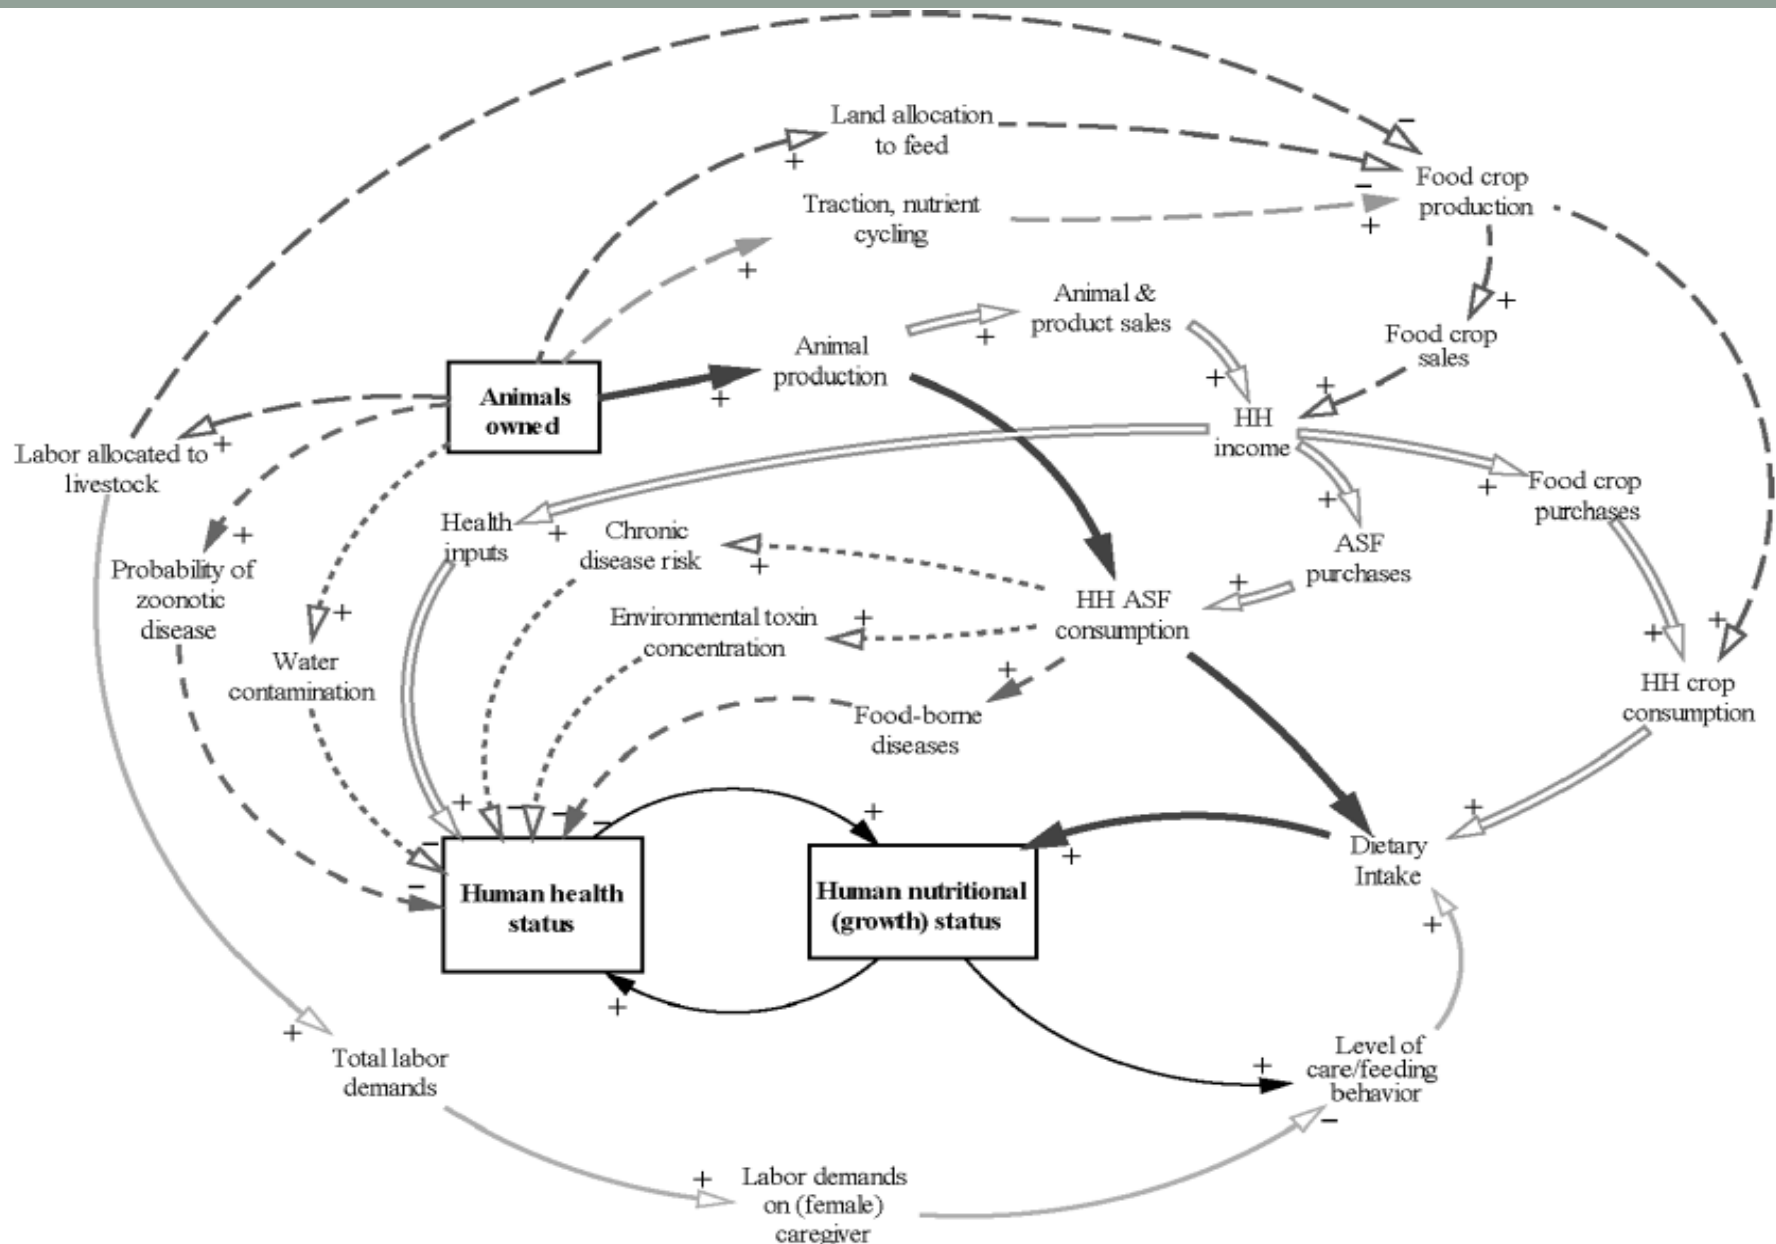 Land allocation
to feed
Traction, nutrient
cycling
Food crop
production
Animal &
product sales
Food crop
sales
Animal
production
Animals
owned
HH
income
Labor allocated to
livestock
Food crop
purchases
Health
inputs
Chronic
disease risk
ASF
purchases
Probability of
zoonotic
disease
HH ASF
consumption
Environmental toxin
concentration
Water
contamination
HH crop
consumption
Food-borne
diseases
Dietary
Intake
Human health
status
Human nutritional
(growth) status
Total labor
demands
Level of
care/feeding
behavior
Labor demands
on (female)
caregiver